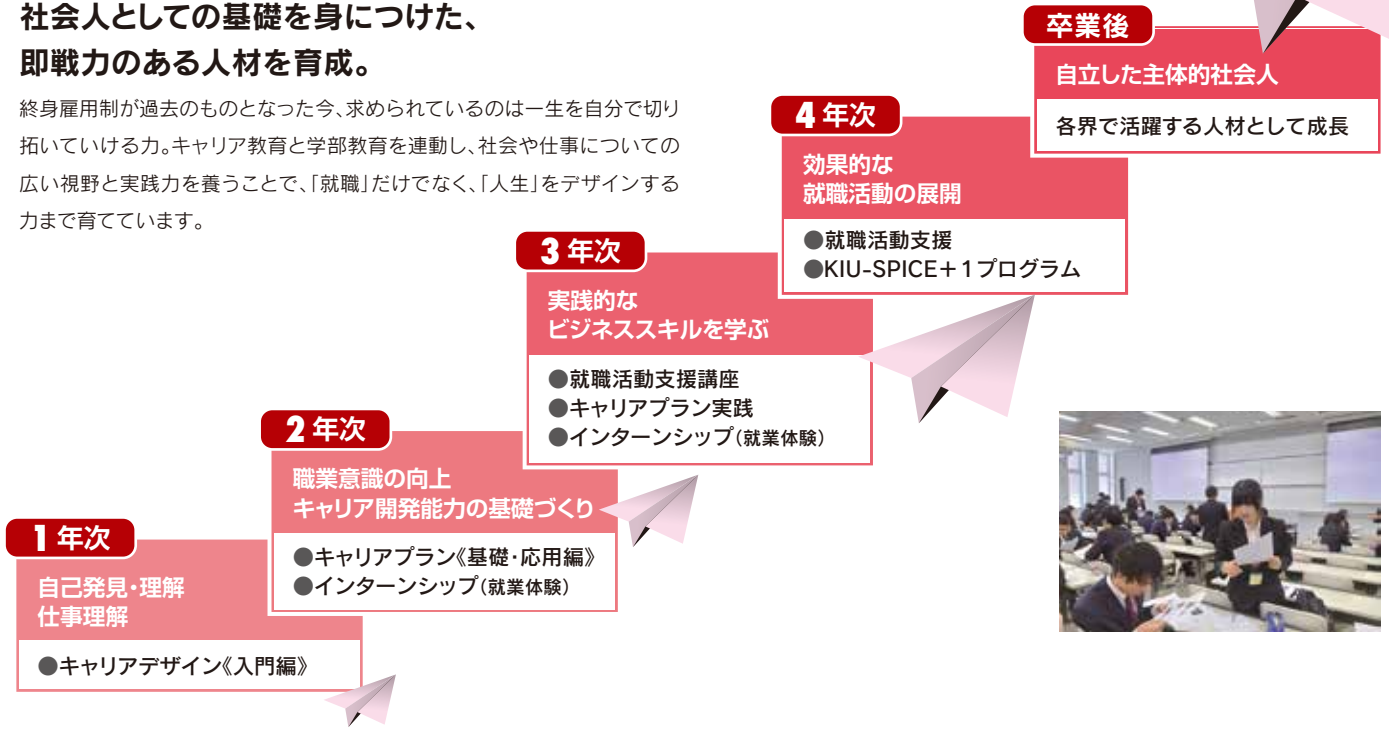 社会人としての基礎を身につけた、
即戦力のある人材を育成。
終身雇用制が過去のものとなった今、求められているのは一生を自分で切り
拓いていける力。キャリア教育と学部教育を連動し、社会や仕事についての
広い視野と実践力を養うことで、「就職」だけでなく、「人生」をデザインする
力まで育てています。
1年次
自己発見・理解
仕事理解
●キャリアデザイン《入門編》
2年次
職業意識の向上
キャリア開発能力の基礎づくり
●キャリアプラン《基礎・応用編》
●インターンシップ(就業体験)
3年次
実践的な
ビジネススキルを学ぶ
●就職活動支援講座
●キャリアプラン実践
●インターンシップ(就業体験)
4年次
効果的な
就職活動の展開
●就職活動支援
●KIU-SPICE+1プログラム
卒業後
自立した主体的社会人
各界で活躍する人材として成長